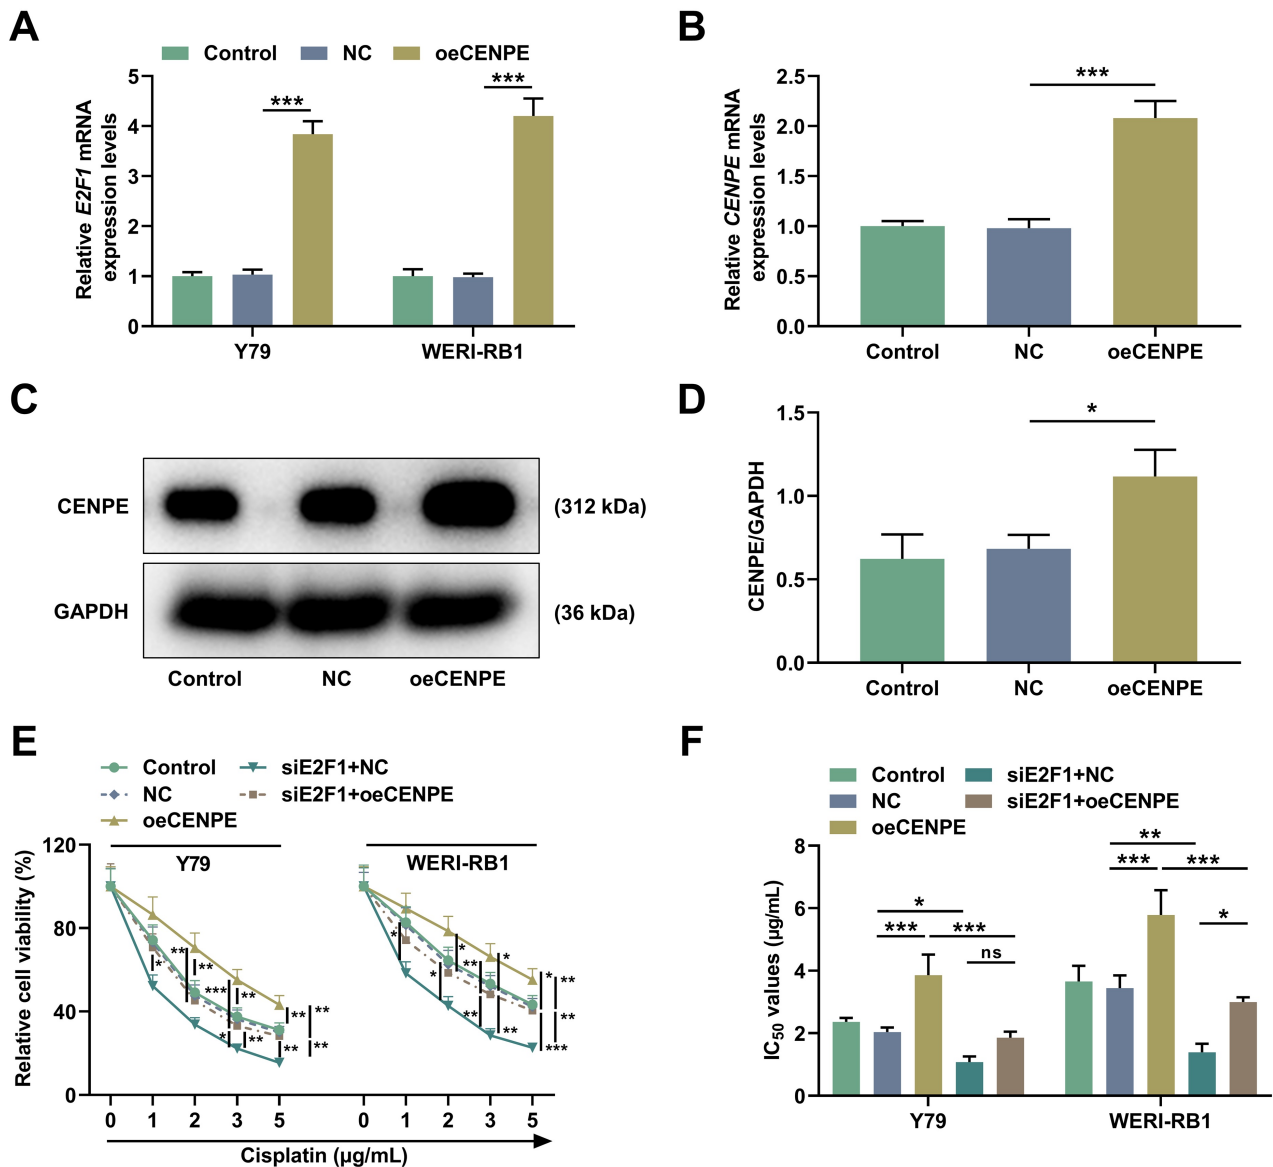 A
Control NC oeCENPE
Relative E2F1 mRNA
expression levels
5
4
3
2
1
0
***
***
Y79 WERI-RB1
B
Relative CENPE mRNA
expression levels
2.5
2.0
1.5
1.0
0.5
0.0
***
Control NC oeCENPE
C
CENPE (312 kDa)
GAPDH (36 kDa)
Control NC oeCENPE
D
CENPE/GAPDH
1.5
1.0
0.5
0.0
*
Control NC oeCENPE
E
Control siE2F1+NC
NC siE2F1+oeCENPE
oeCENPE
Relative cell viability (%)
120
80
40
0
Y79 WERI-RB1
* ** ** *** ** * ** ** ** ** **
* * * ** ** * ** * ** ** ***
0 1 2 3 5 0 1 2 3 5
Cisplatin (μg/mL)
F
Control siE2F1+NC
NC siE2F1+oeCENPE
oeCENPE
IC50 values (μg/mL)
8
6
4
2
0
*
*** ***
ns
**
*** ***
*
Y79 WERI-RB1